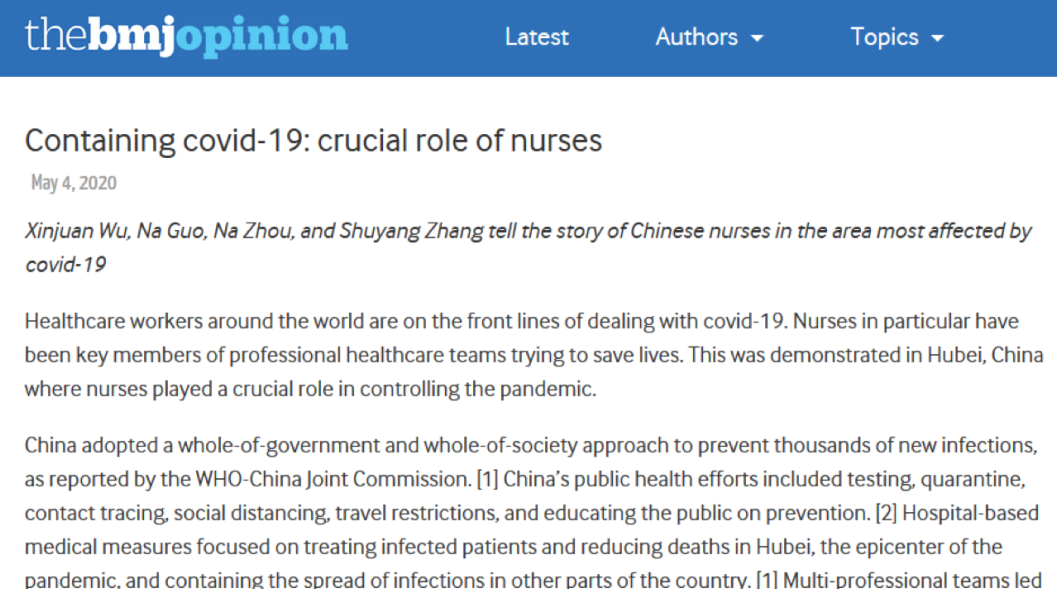 thebmjopinion
Latest
Authors
Topics
Containing covid-19: crucial role of nurses
May 4, 2020
Xinjuan Wu, Na Guo, Na Zhou, and Shuyang Zhang tell the story of Chinese nurses in the area most affected by
covid-19
Healthcare workers around the world are on the front lines of dealing with covid-19. Nurses in particular have
been key members of professional healthcare teams trying to save lives. This was demonstrated in Hubei, China
where nurses played a crucial role in controlling the pandemic.
China adopted a whole-of-government and whole-of-society approach to prevent thousands of new infections,
as reported by the WHO-China Joint Commission. [1] China’s public health efforts included testing, quarantine,
contact tracing, social distancing, travel restrictions, and educating the public on prevention. [2] Hospital-based
medical measures focused on treating infected patients and reducing deaths in Hubei, the epicenter of the
pandemic, and containing the spread of infections in other parts of the country. [1] Multi-professional teams led